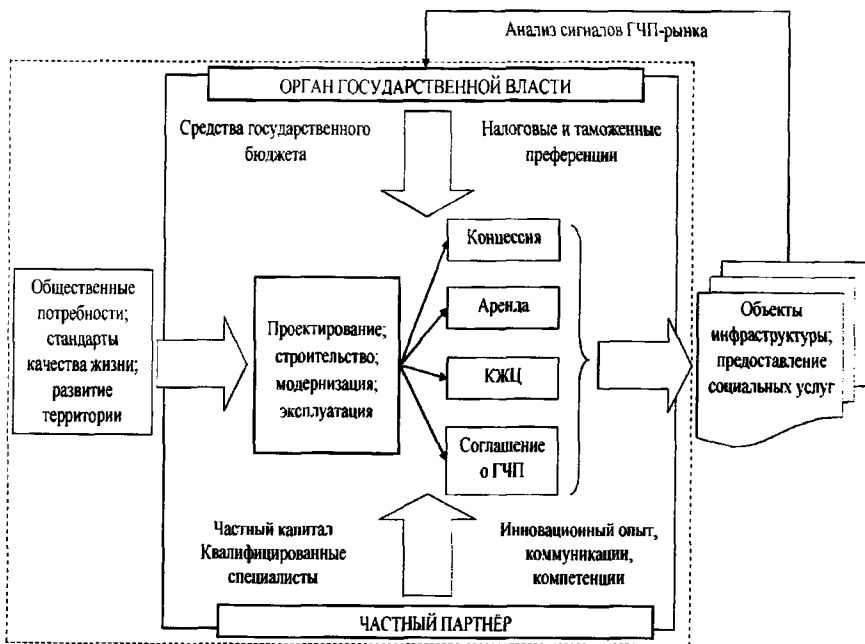 Анализ сигналов ГЧП-рынка
ОРГАН ГОСУДАРСТВЕННОЙ ВЛАСТИ
Средства государственного
бюджета
Налоговые и таможенные
преференции
Общественные
потребности;
стандарты
качества жизни;
развитие
территории
Проектирование;
строительство;
модернизация;
эксплуатация
Концессия
Аренда
КЖЦ
Соглашение
о ГЧП
Объекты
инфраструктуры;
предоставление
социальных услуг
Частный капитал
Квалифицированные
специалисты
Инновационный опыт,
коммуникации,
компетенции
ЧАСТНЫЙ ПАРТНЁР